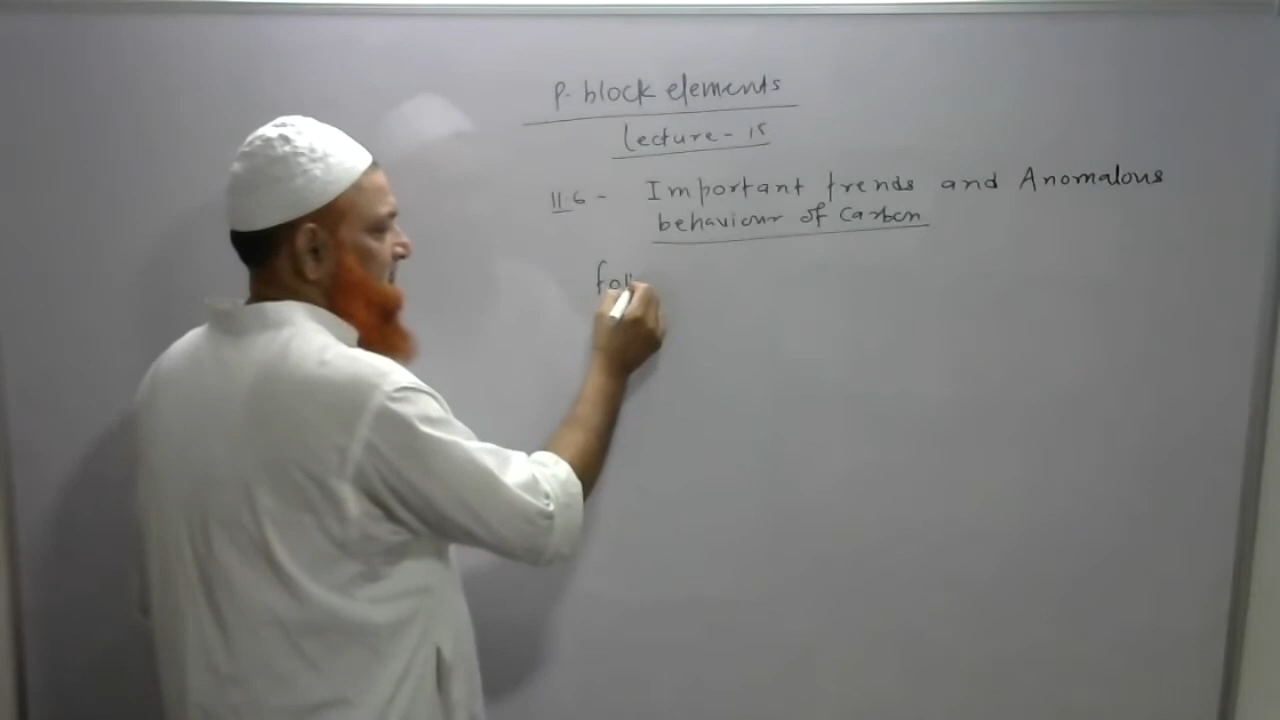 P-block elements
Lecture - 15
11.6 - Important trends and Anomalous
behaviour of Carbon